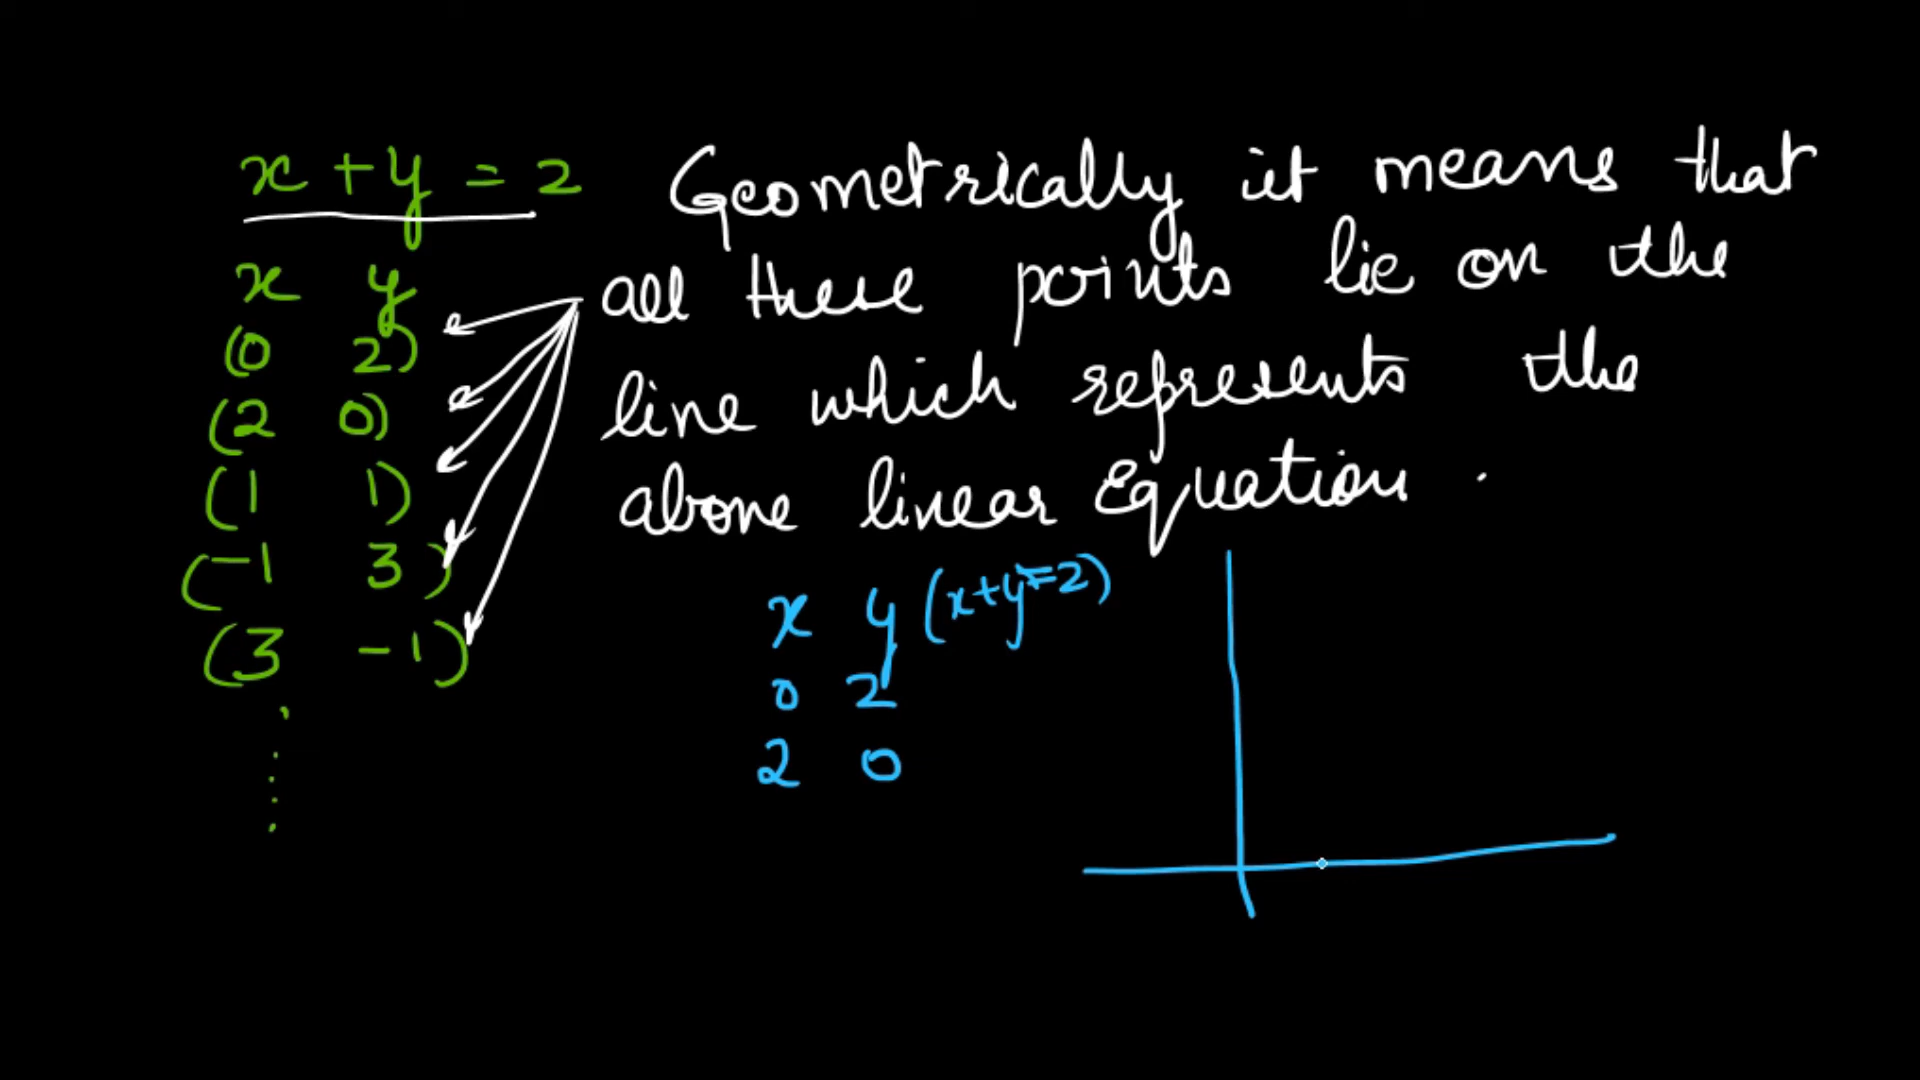 x + y = 2
x y
(0 2)
(2 0)
(1 1)
(-1 3)
(3 -1)
Geometrically it means that
all these points lie on the
line which represents the
above linear Equation .
x y (x+y=2)
0 2
2 0